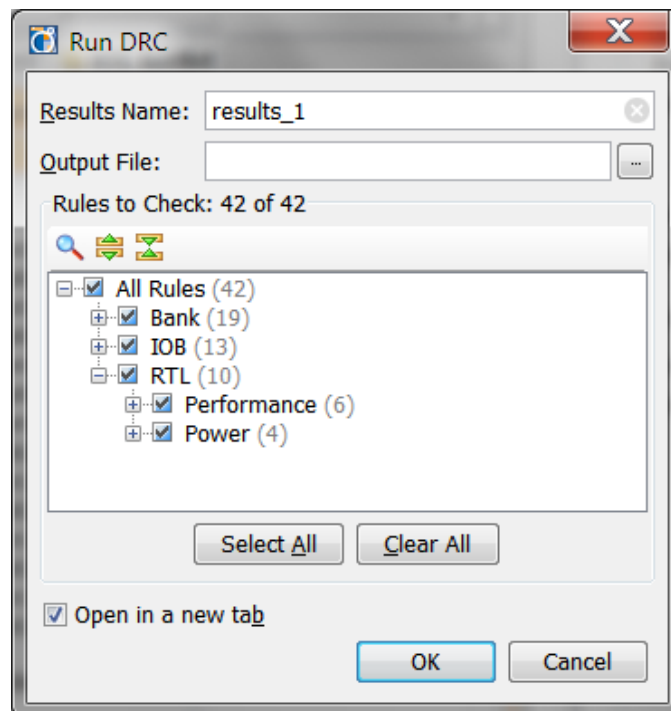 Run DRC
Results Name: results_1
Output File: ...
Rules to Check: 42 of 42
All Rules (42)
Bank (19)
IOB (13)
RTL (10)
Performance (6)
Power (4)
Select All Clear All
Open in a new tab
OK Cancel